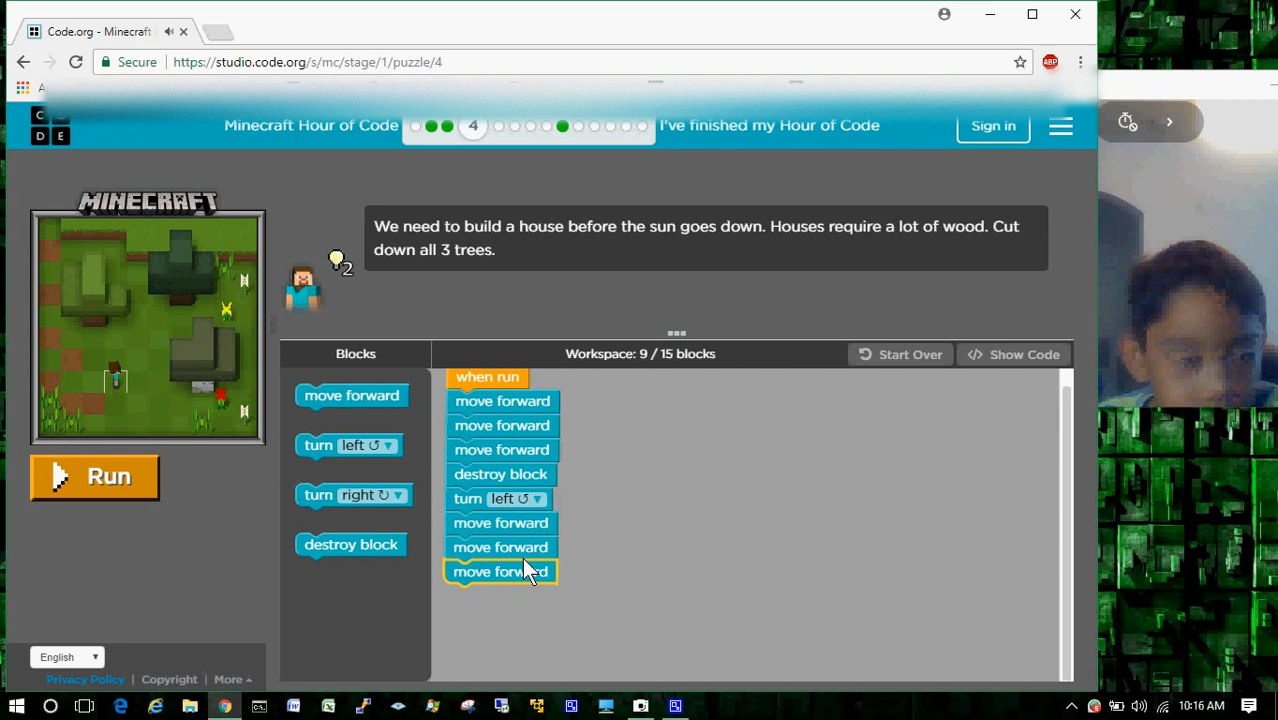 Code.org - Minecraft
Secure
https://studio.code.org/s/mc/stage/1/puzzle/4
ABP
C
D E
Minecraft Hour of Code
4
I've finished my Hour of Code
Sign in
MINECRAFT
We need to build a house before the sun goes down. Houses require a lot of wood. Cut
down all 3 trees.
2
Blocks
Workspace: 9 / 15 blocks
Start Over
Show Code
when run
move forward
turn left
turn right
destroy block
move forward
move forward
move forward
destroy block
turn left
move forward
move forward
move forward
Run
English
Privacy Policy
Copyright
More
10:16 AM